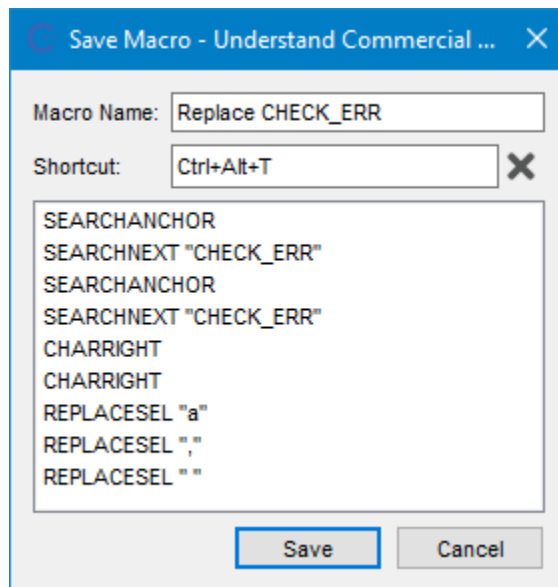 Save Macro - Understand Commercial ...
Macro Name: Replace CHECK_ERR
Shortcut: Ctrl+Alt+T
SEARCHANCHOR
SEARCHNEXT "CHECK_ERR"
SEARCHANCHOR
SEARCHNEXT "CHECK_ERR"
CHARRIGHT
CHARRIGHT
REPLACESEL "a"
REPLACESEL ","
REPLACESEL " "
Save Cancel